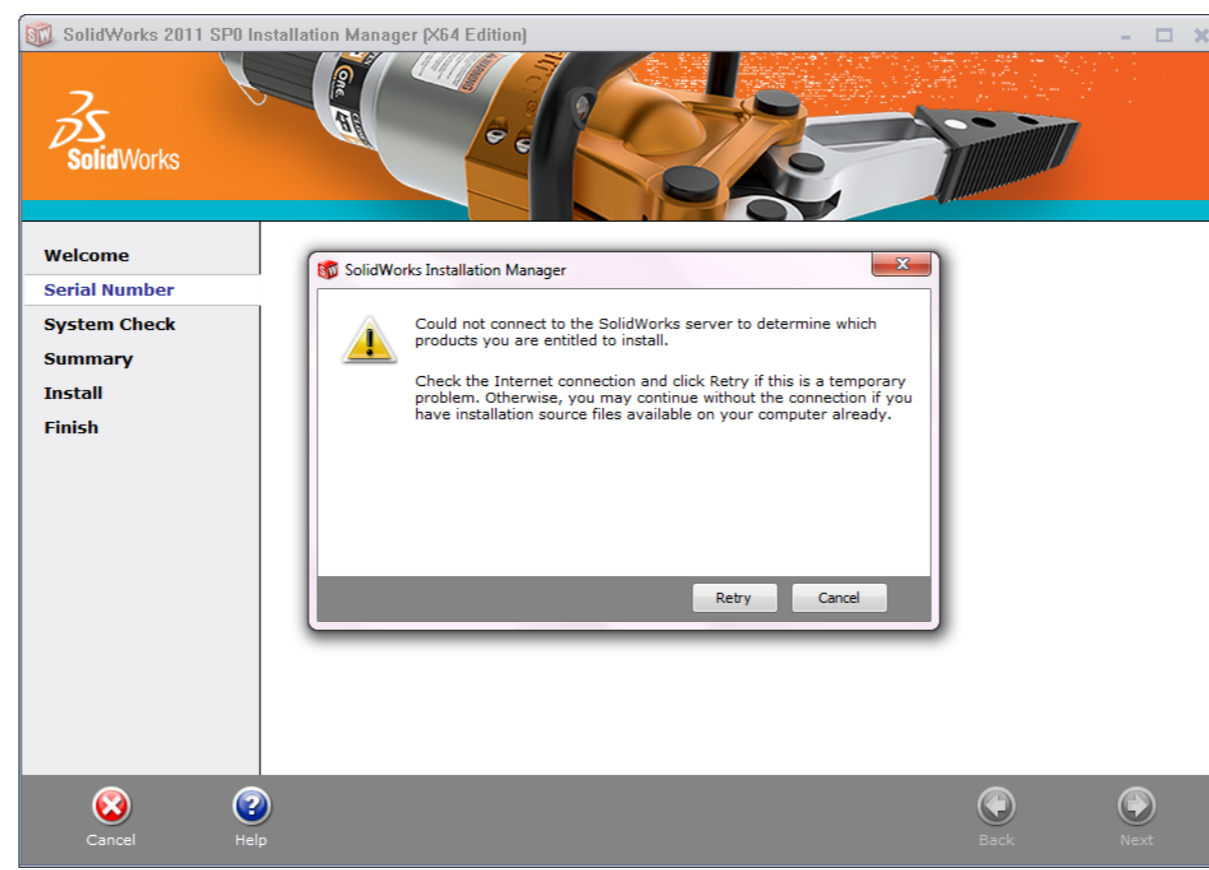 SolidWorks 2011 SP0 Installation Manager (X64 Edition)
CORE
WARNING
SolidWorks
Welcome
Serial Number
System Check
Summary
Install
Finish
SolidWorks Installation Manager
Could not connect to the SolidWorks server to determine which
products you are entitled to install.
Check the Internet connection and click Retry if this is a temporary
problem. Otherwise, you may continue without the connection if you
have installation source files available on your computer already.
Retry
Cancel
Cancel
Help
Back
Next